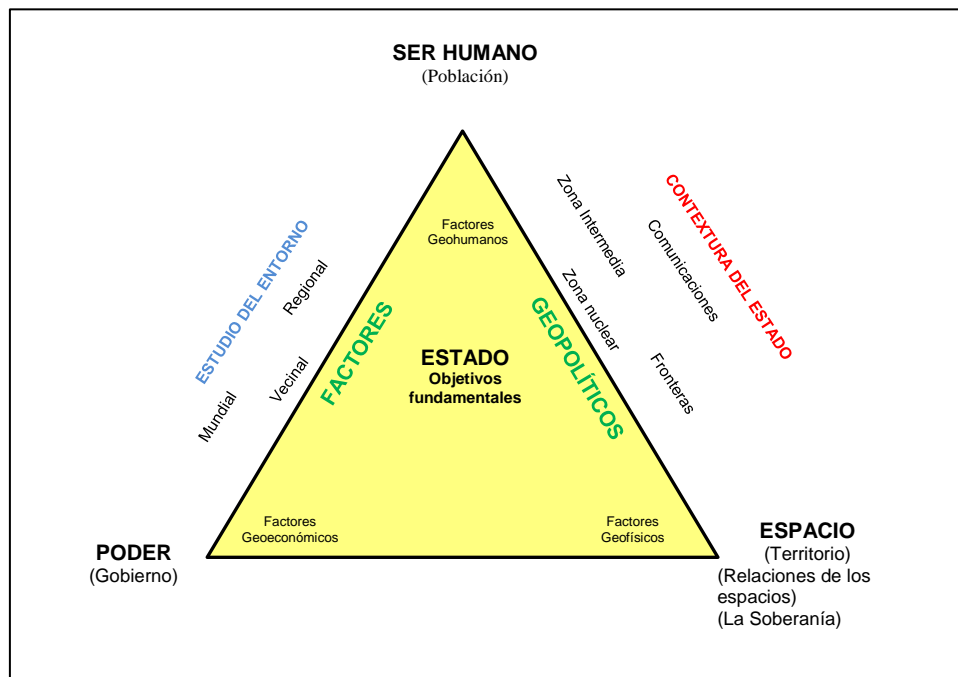 SER HUMANO
(Población)
ESTUDIO DEL ENTORNO
Regional
Vecinal
Mundial
Zona Intermedia
Comunicaciones
CONTEXTURA DEL ESTADO
Zona nuclear
Fronteras
Factores
Geohumanos
FACTORES
GEOPOLÍTICOS
ESTADO
Objetivos
fundamentales
Factores
Geoeconómicos
Factores
Geofísicos
PODER
(Gobierno)
ESPACIO
(Territorio)
(Relaciones de los
espacios)
(La Soberanía)